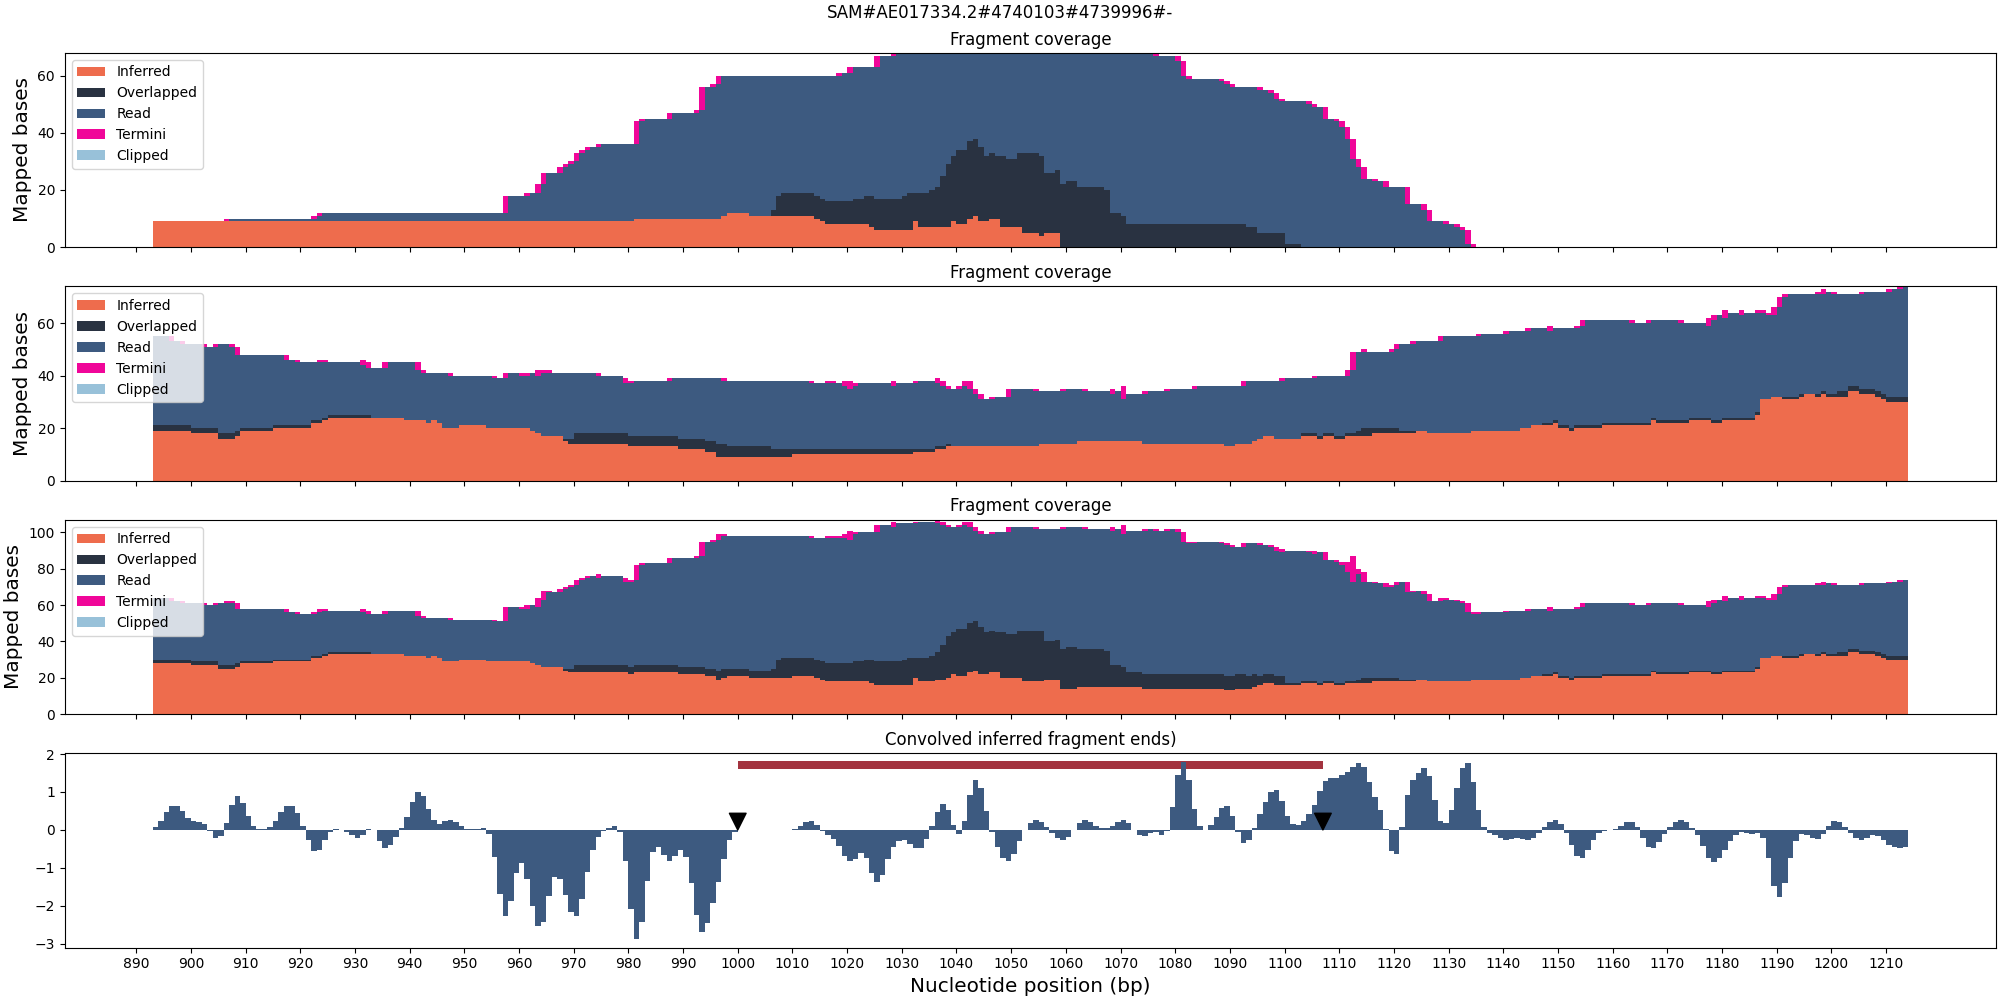 SAM#AE017334.2#4740103#4739996#-
Fragment coverage
Mapped bases
60
40
20
0
Inferred
Overlapped
Read
Termini
Clipped
Fragment coverage
Mapped bases
60
40
20
0
Inferred
Overlapped
Read
Termini
Clipped
Fragment coverage
Mapped bases
100
80
60
40
20
0
Inferred
Overlapped
Read
Termini
Clipped
Convolved inferred fragment ends)
2
1
0
−1
−2
−3
890 900 910 920 930 940 950 960 970 980 990 1000 1010 1020 1030 1040 1050 1060 1070 1080 1090 1100 1110 1120 1130 1140 1150 1160 1170 1180 1190 1200 1210
Nucleotide position (bp)